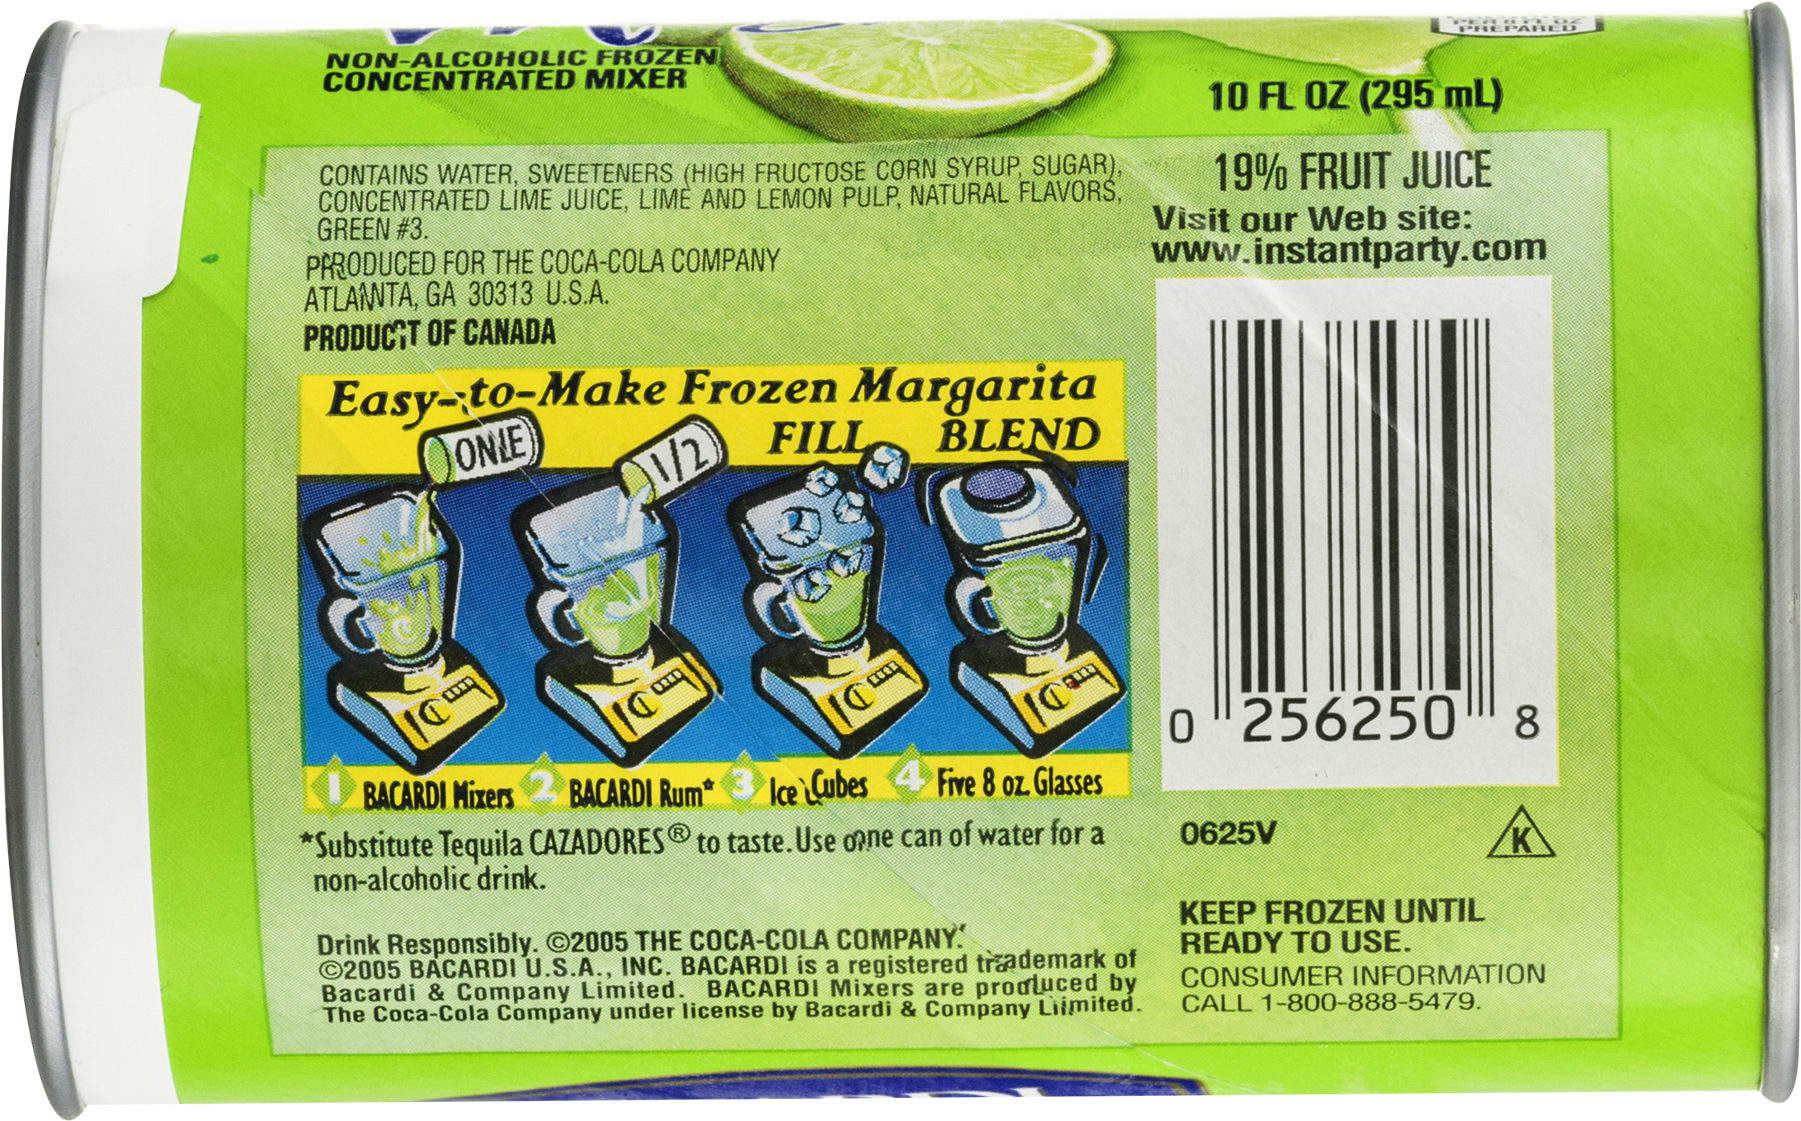 PER 8 FL OZ
PREPARED
NON-ALCOHOLIC FROZEN
CONCENTRATED MIXER
10 FL OZ (295 mL)
CONTAINS WATER, SWEETENERS (HIGH FRUCTOSE CORN SYRUP, SUGAR),
CONCENTRATED LIME JUICE, LIME AND LEMON PULP, NATURAL FLAVORS,
GREEN #3.
PRODUCED FOR THE COCA-COLA COMPANY
ATLANTA, GA 30313 U.S.A.
PRODUCT OF CANADA
19% FRUIT JUICE
Visit our Web site:
www.instantparty.com
Easy-to-Make Frozen Margarita
FILL BLEND
ONE 1/2
1 BACARDI Mixers 2 BACARDI Rum* 3 Ice Cubes 4 Five 8 oz. Glasses
*Substitute Tequila CAZADORES® to taste. Use one can of water for a
non-alcoholic drink.
Drink Responsibly. ©2005 THE COCA-COLA COMPANY.
©2005 BACARDI U.S.A., INC. BACARDI is a registered trademark of
Bacardi & Company Limited. BACARDI Mixers are produced by
The Coca-Cola Company under license by Bacardi & Company Limited.
0 256250 8
0625V
K
KEEP FROZEN UNTIL
READY TO USE.
CONSUMER INFORMATION
CALL 1-800-888-5479.